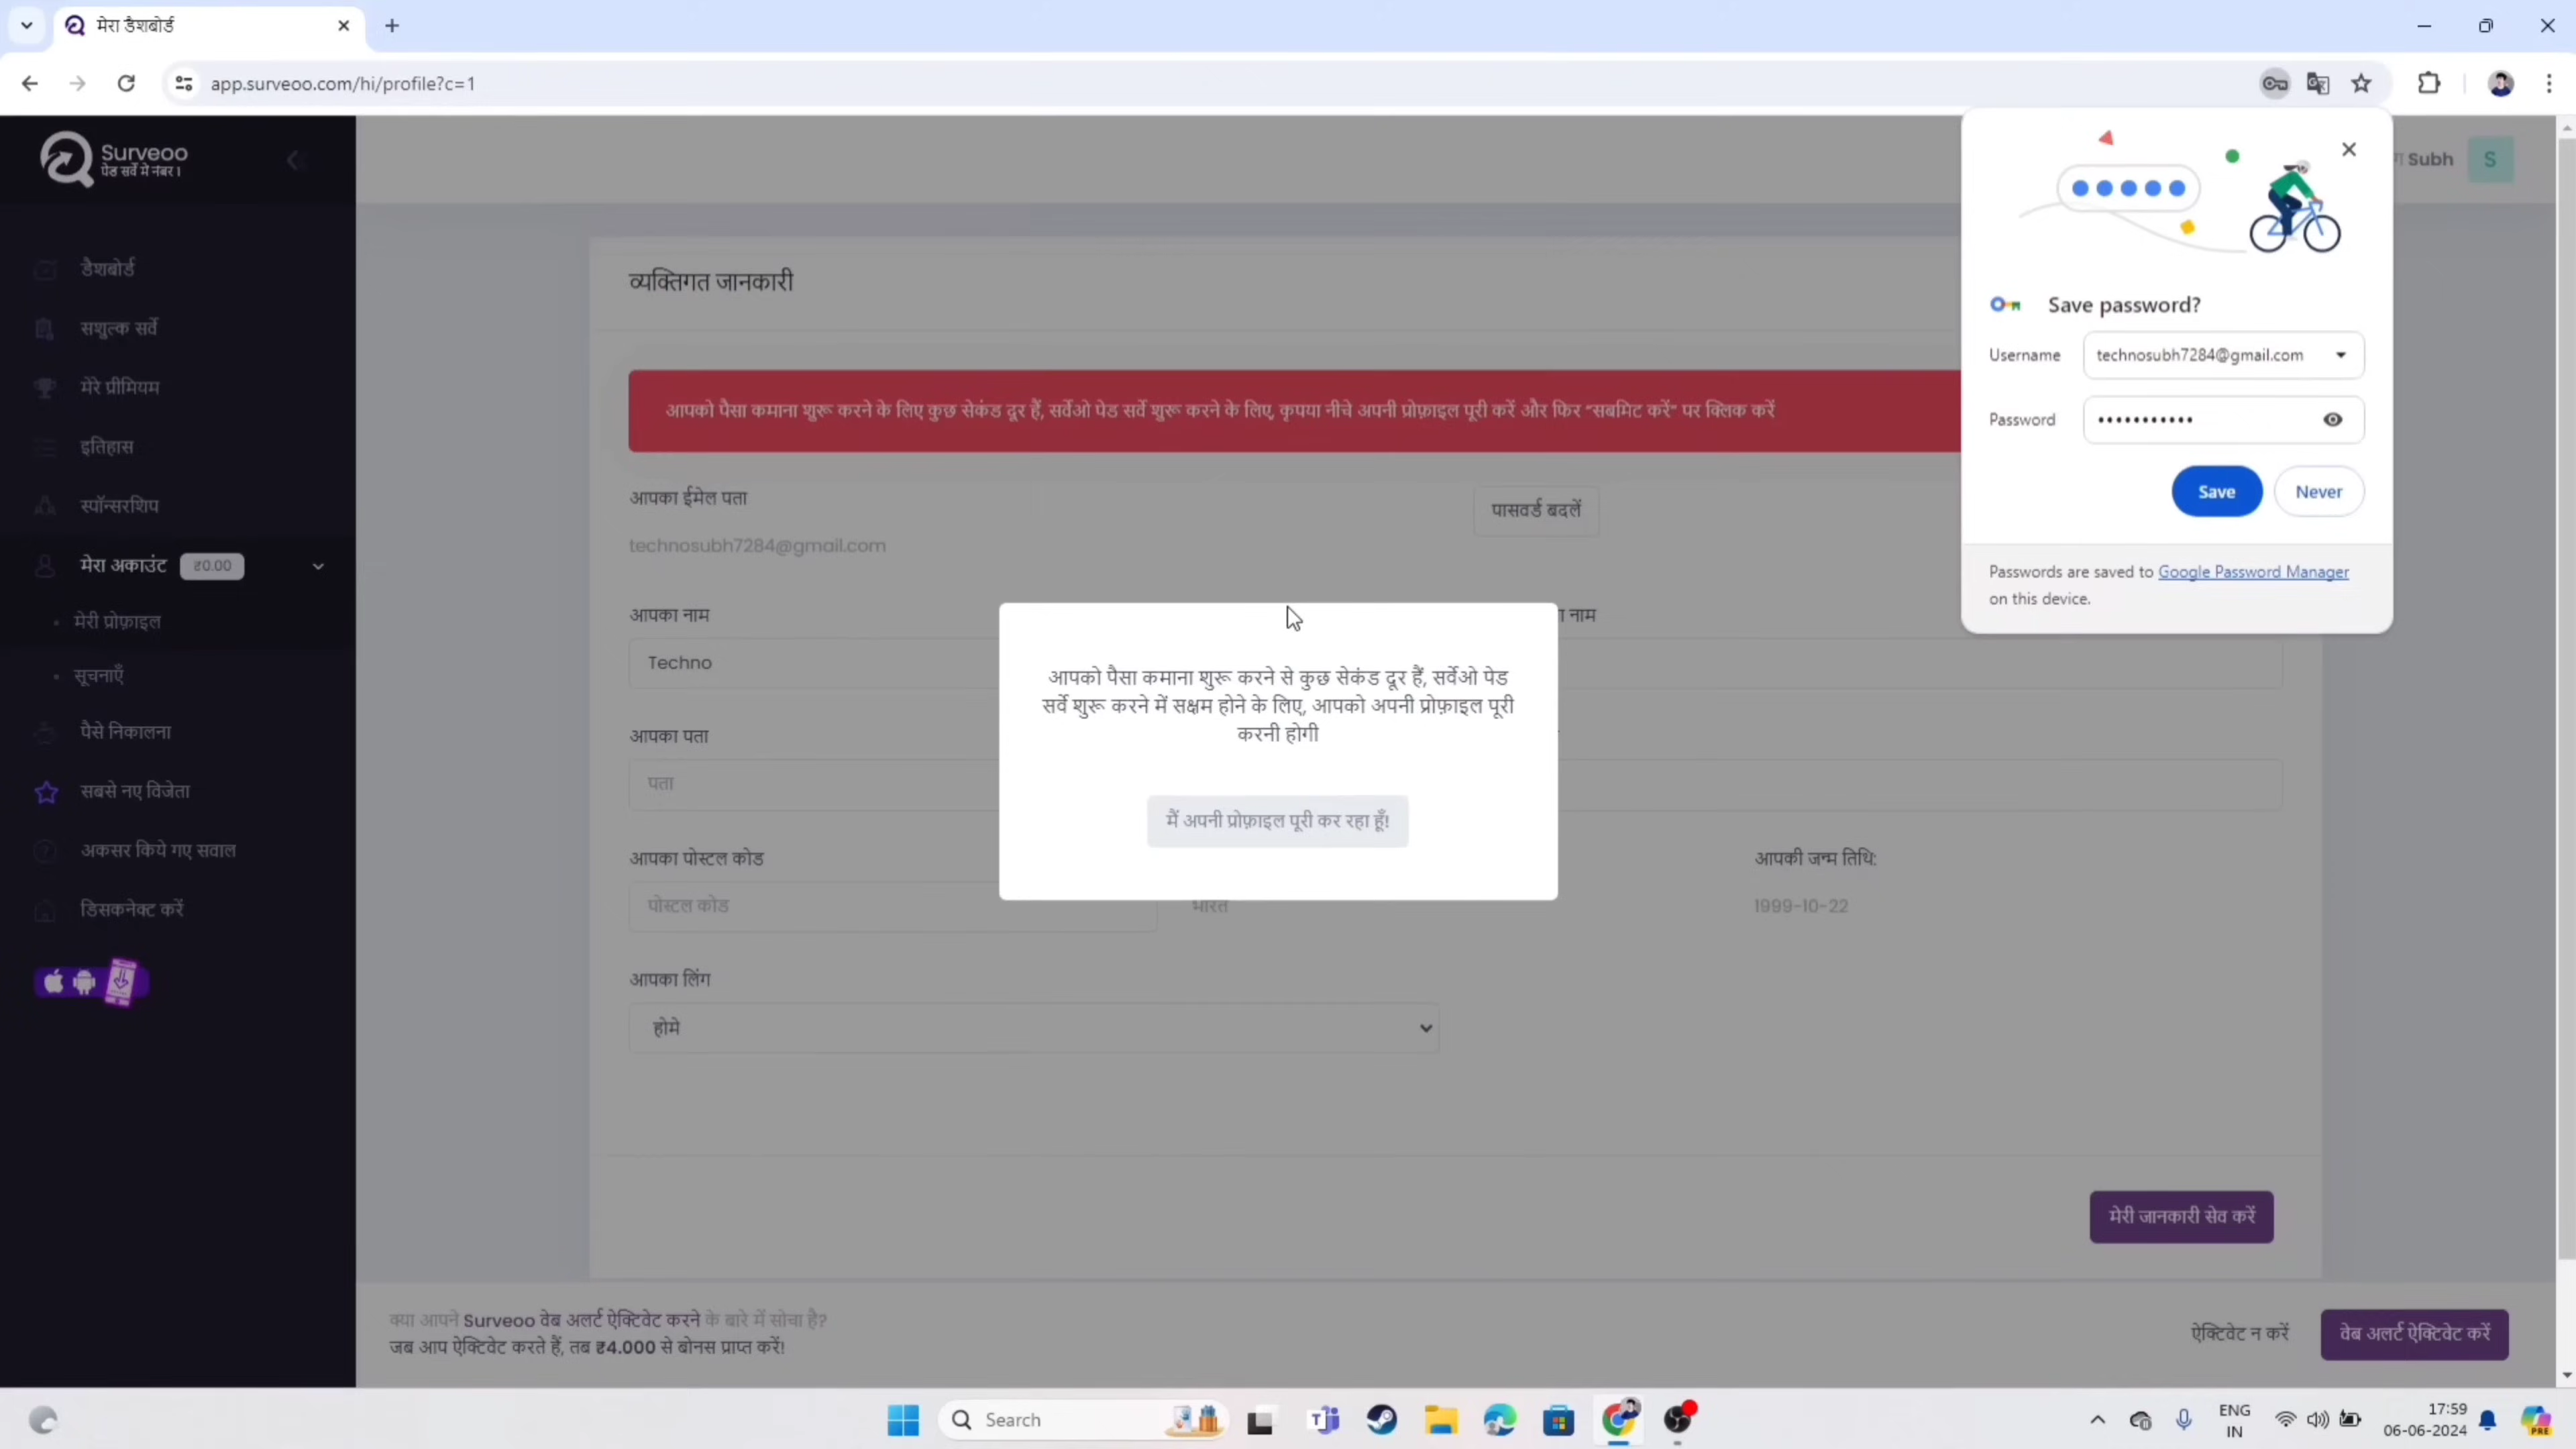 मेरा डैशबोर्ड
app.surveoo.com/hi/profile?c=1
Surveoo
पेड सर्वे में नंबर 1
Subh
S
डैशबोर्ड
सशुल्क सर्वे
मेरे प्रीमियम
इतिहास
स्पॉन्सरशिप
मेरा अकाउंट ₹0.00
मेरी प्रोफ़ाइल
सूचनाएँ
पैसे निकालना
सबसे नए विजेता
अकसर किये गए सवाल
डिसकनेक्ट करें
व्यक्तिगत जानकारी
आपको पैसा कमाना शुरू करने के लिए कुछ सेकंड दूर हैं, सर्वेओ पेड सर्वे शुरू करने के लिए, कृपया नीचे अपनी प्रोफ़ाइल पूरी करें और फिर "सबमिट करें" पर क्लिक करें
आपका ईमेल पता
technosubh7284@gmail.com
पासवर्ड बदलें
आपका नाम
नाम
Techno
आपका पता
पता
आपका पोस्टल कोड
पोस्टल कोड
भारत
आपकी जन्म तिथि:
1999-10-22
आपका लिंग
होमे
आपको पैसा कमाना शुरू करने से कुछ सेकंड दूर हैं, सर्वेओ पेड
सर्वे शुरू करने में सक्षम होने के लिए, आपको अपनी प्रोफ़ाइल पूरी
करनी होगी
मैं अपनी प्रोफ़ाइल पूरी कर रहा हूँ!
मेरी जानकारी सेव करें
Save password?
Username technosubh7284@gmail.com
Password •••••••••••
Save Never
Passwords are saved to Google Password Manager
on this device.
क्या आपने Surveoo वेब अलर्ट ऐक्टिवेट करने के बारे में सोचा है?
जब आप ऐक्टिवेट करते हैं, तब ₹4.000 से बोनस प्राप्त करें!
ऐक्टिवेट न करें
वेब अलर्ट ऐक्टिवेट करें
Search
ENG
IN
17:59
06-06-2024
PRE